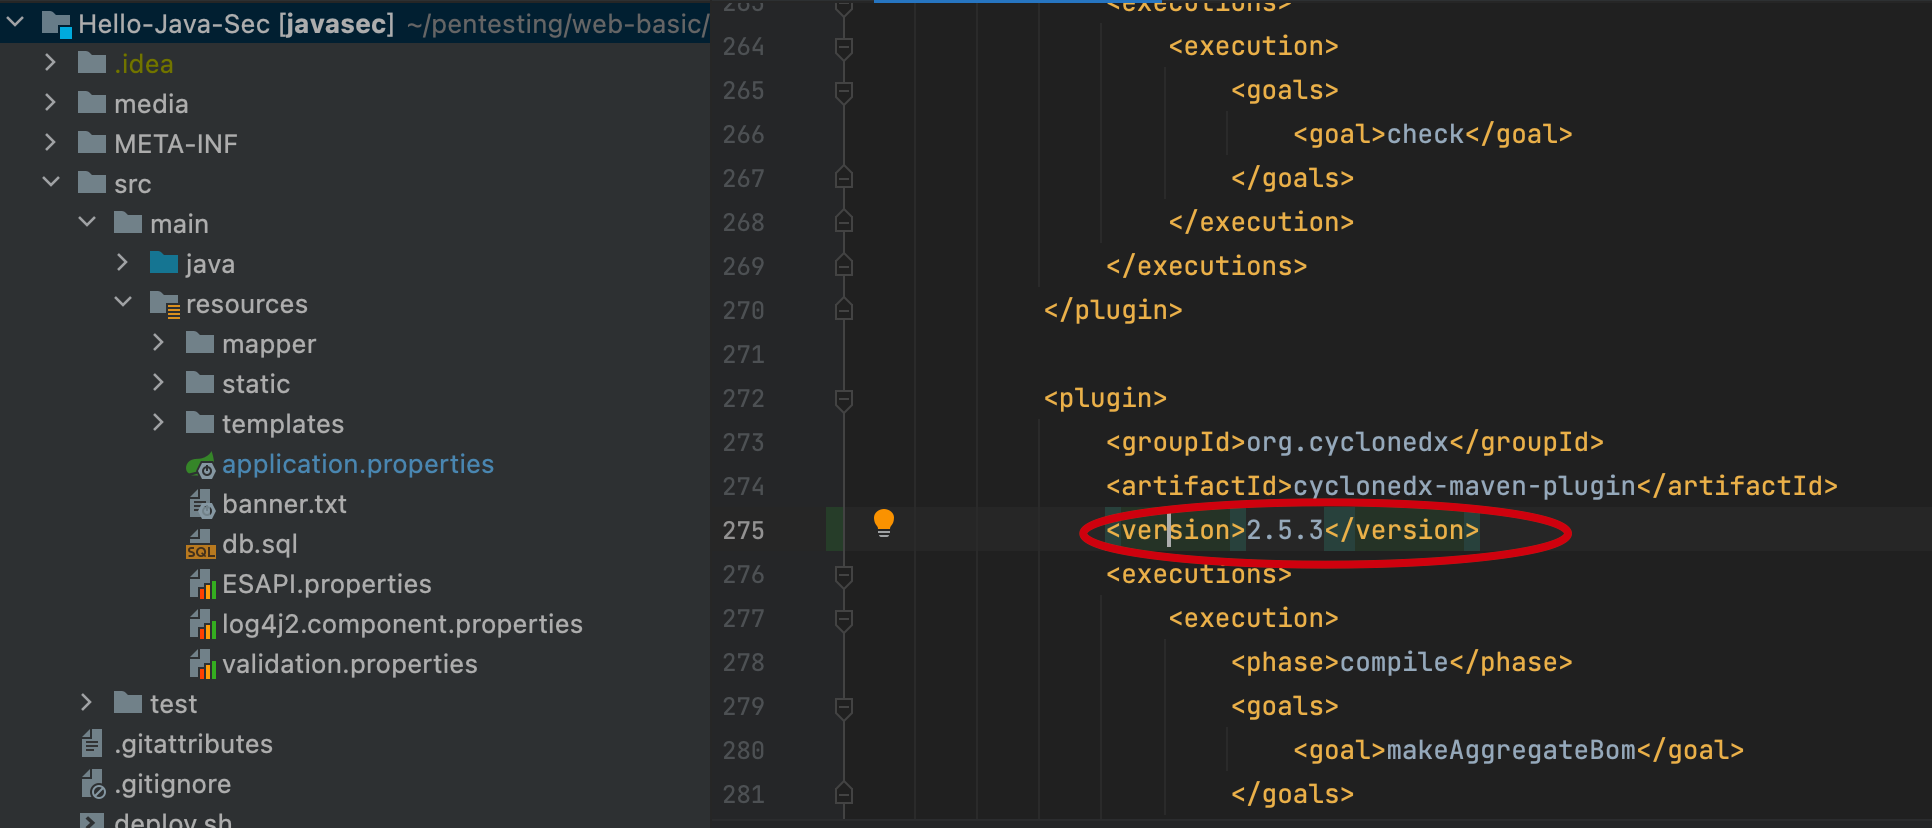 Hello-Java-Sec [javasec] ~/pentesting/web-basic/
.idea
media
META-INF
src
main
java
resources
mapper
static
templates
application.properties
banner.txt
SQL db.sql
ESAPI.properties
log4j2.component.properties
validation.properties
test
.gitattributes
.gitignore
deploy.sh
263 <executions>
264 <execution>
265 <goals>
266 <goal>check</goal>
267 </goals>
268 </execution>
269 </executions>
270 </plugin>
271
272 <plugin>
273 <groupId>org.cyclonedx</groupId>
274 <artifactId>cyclonedx-maven-plugin</artifactId>
275 <version>2.5.3</version>
276 <executions>
277 <execution>
278 <phase>compile</phase>
279 <goals>
280 <goal>makeAggregateBom</goal>
281 </goals>